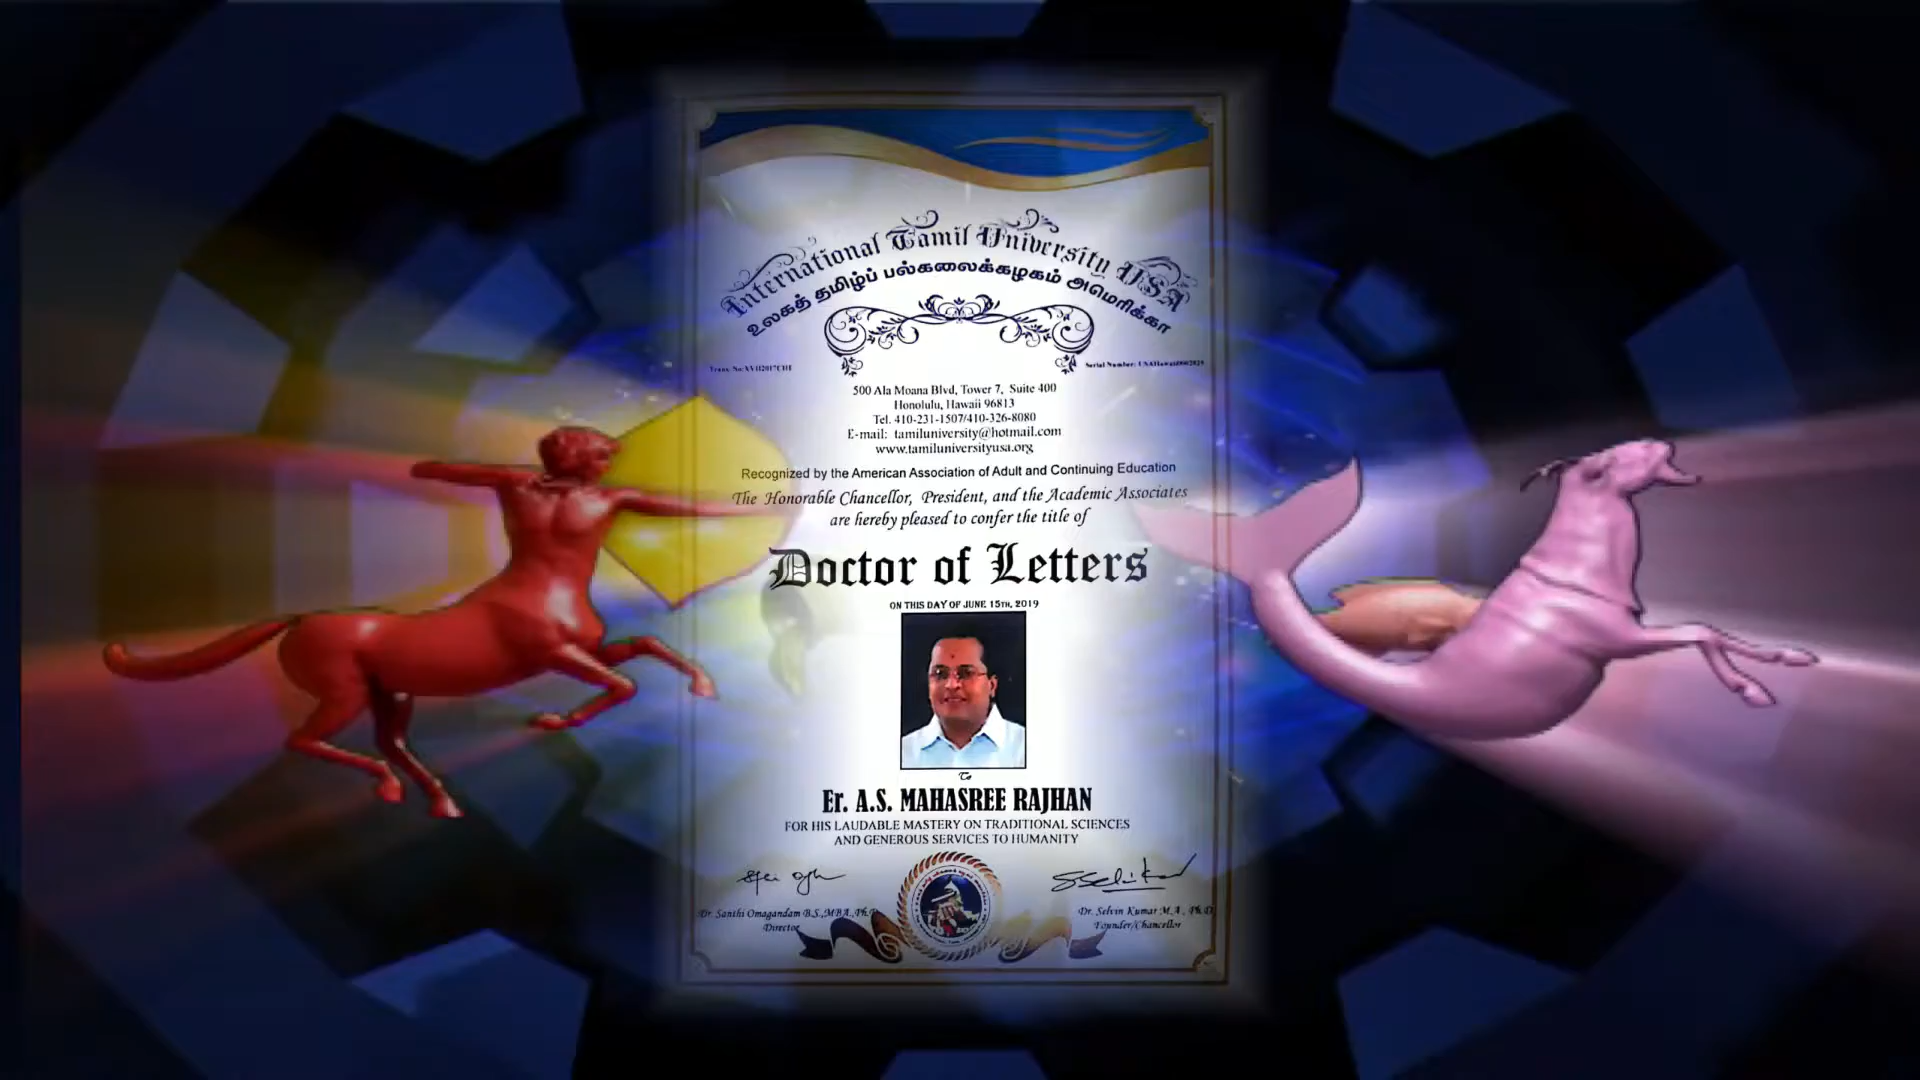 International Tamil University USA
உலகத் தமிழ்ப் பல்கலைக்கழகம் அமெரிக்கா
500 Ala Moana Blvd, Tower 7, Suite 400
Honolulu, Hawaii 96813
Tel. 410-231-1507/410-326-8080
E-mail: tamiluniversity@hotmail.com
www.tamiluniversityusa.org
Recognized by the American Association of Adult and Continuing Education
The Honorable Chancellor, President, and the Academic Associates
are hereby pleased to confer the title of
Doctor of Letters
ON THIS DAY OF JUNE 15TH, 2019
To
Er. A.S. MAHASREE RAJHAN
FOR HIS LAUDABLE MASTERY ON TRADITIONAL SCIENCES
AND GENEROUS SERVICES TO HUMANITY
Dr. Santhi Omagandam B.S.,MBA.,Ph.D
Director
Dr. Selvin Kumar M.A., Ph.D
Founder/Chancellor